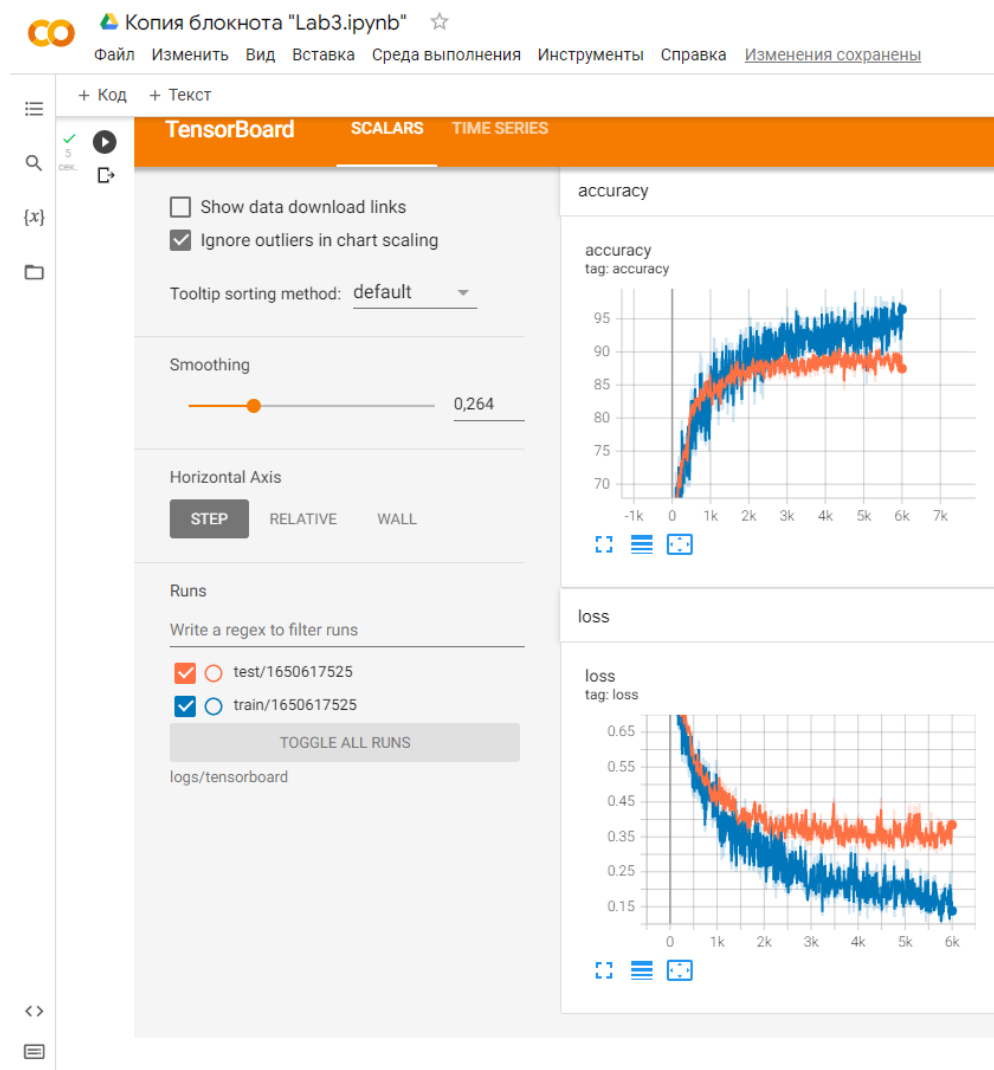 Копия блокнота "Lab3.ipynb"
Файл Изменить Вид Вставка Среда выполнения Инструменты Справка Изменения сохранены
+ Код + Текст
5
сек.
{x}
TensorBoard SCALARS TIME SERIES
Show data download links
Ignore outliers in chart scaling
Tooltip sorting method: default
Smoothing
0,264
Horizontal Axis
STEP RELATIVE WALL
Runs
Write a regex to filter runs
test/1650617525
train/1650617525
TOGGLE ALL RUNS
logs/tensorboard
accuracy
accuracy
tag: accuracy
95
90
85
80
75
70
-1k 0 1k 2k 3k 4k 5k 6k 7k
loss
loss
tag: loss
0.65
0.55
0.45
0.35
0.25
0.15
0 1k 2k 3k 4k 5k 6k